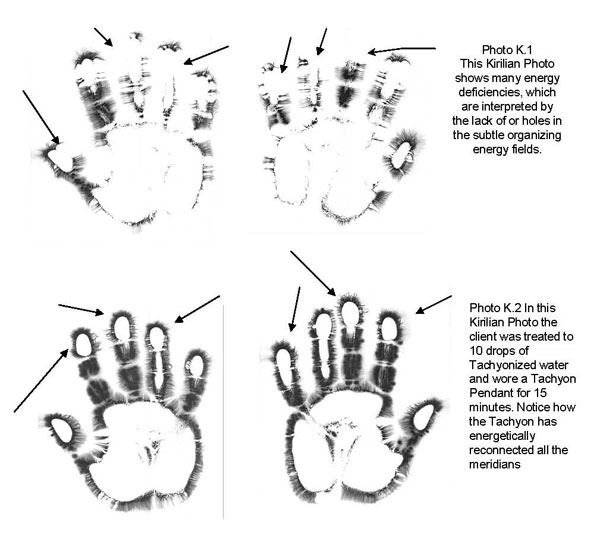 Photo K.1
This Kirilian Photo
shows many energy
deficiencies, which
are interpreted by
the lack of or holes in
the subtle organizing
energy fields.
Photo K.2 In this
Kirilian Photo the
client was treated to
10 drops of
Tachyonized water
and wore a Tachyon
Pendant for 15
minutes. Notice how
the Tachyon has
energetically
reconnected all the
meridians